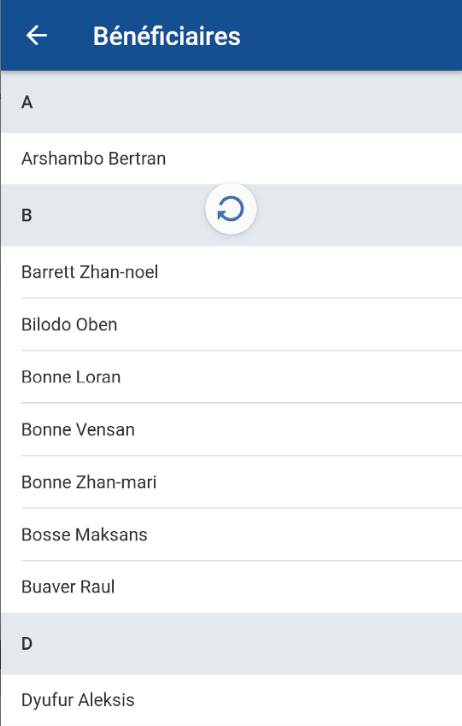 Bénéficiaires
A
Arshambo Bertran
B
Barrett Zhan-noel
Bilodo Oben
Bonne Loran
Bonne Vensan
Bonne Zhan-mari
Bosse Maksans
Buaver Raul
D
Dyufur Aleksis